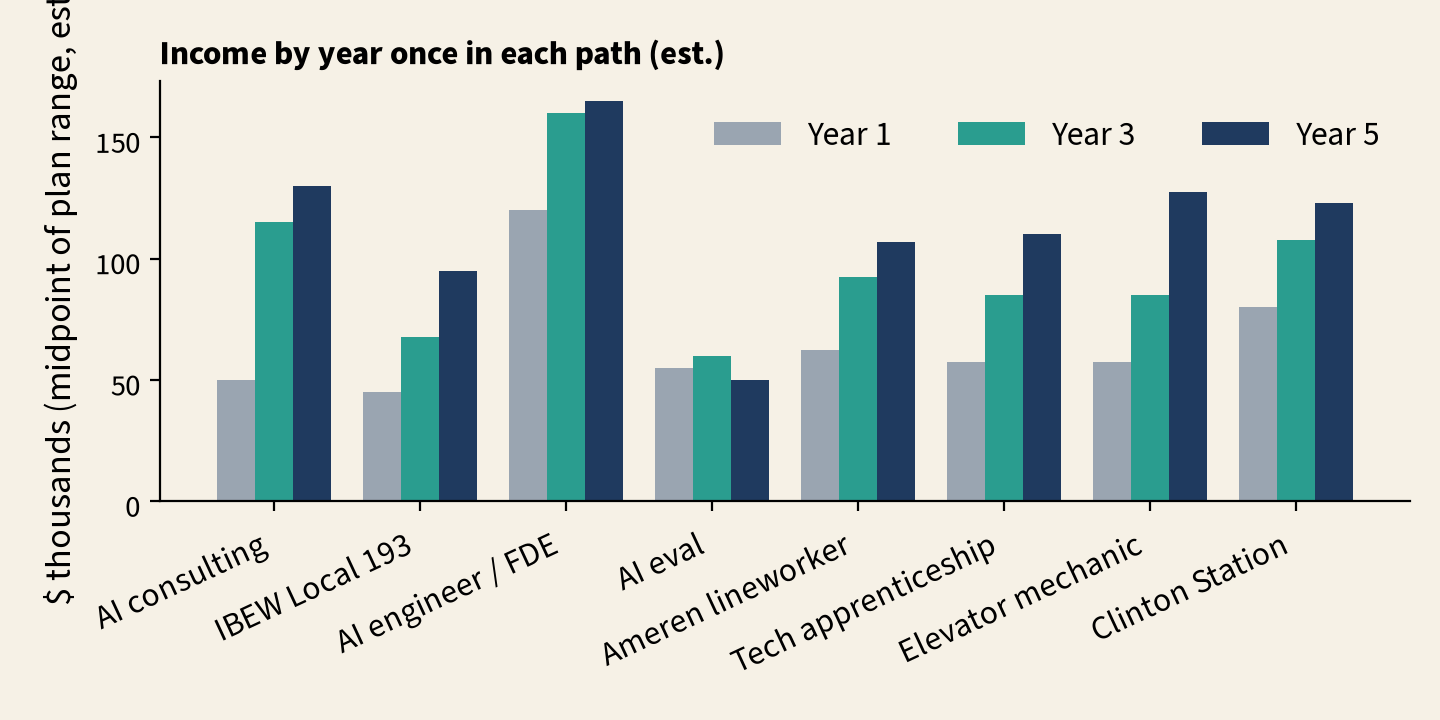 Income by year once in each path (est.)
$ thousands (midpoint of plan range, est
Year 1
Year 3
Year 5
150
100
50
0
AI consulting
IBEW Local 193
AI engineer / FDE
AI eval
Ameren lineworker
Tech apprenticeship
Elevator mechanic
Clinton Station